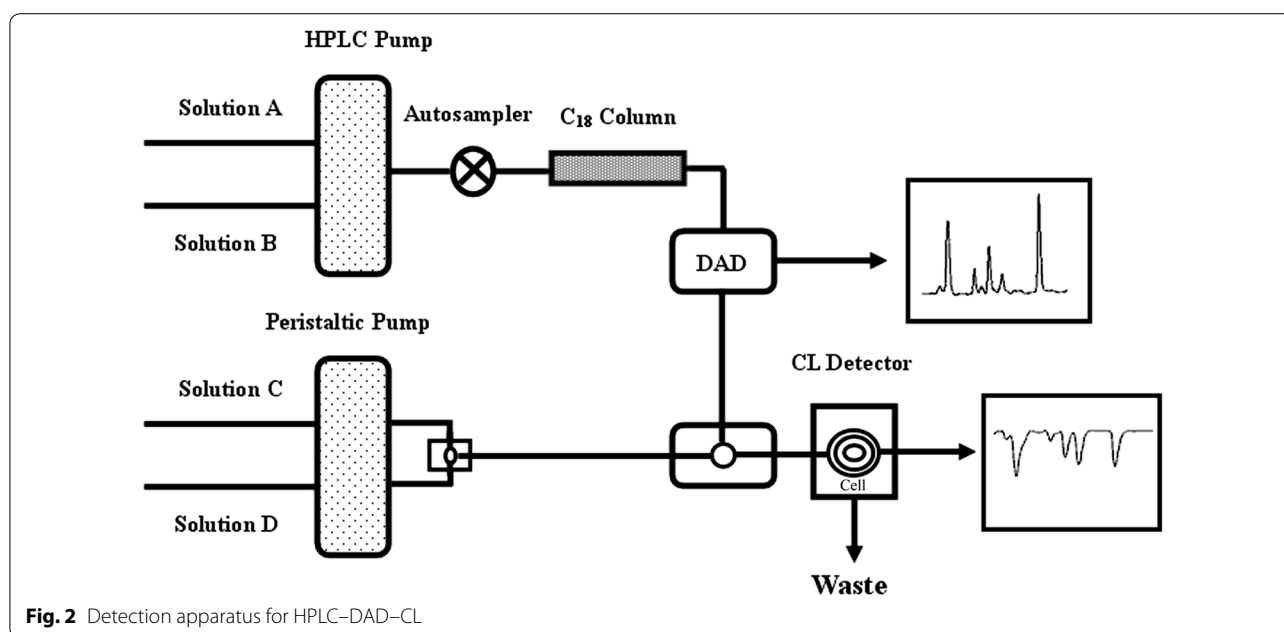 HPLC Pump
Solution A
Autosampler
C₁₈ Column
Solution B
DAD
Peristaltic Pump
CL Detector
Solution C
Cell
Solution D
Waste
Fig. 2 Detection apparatus for HPLC–DAD–CL